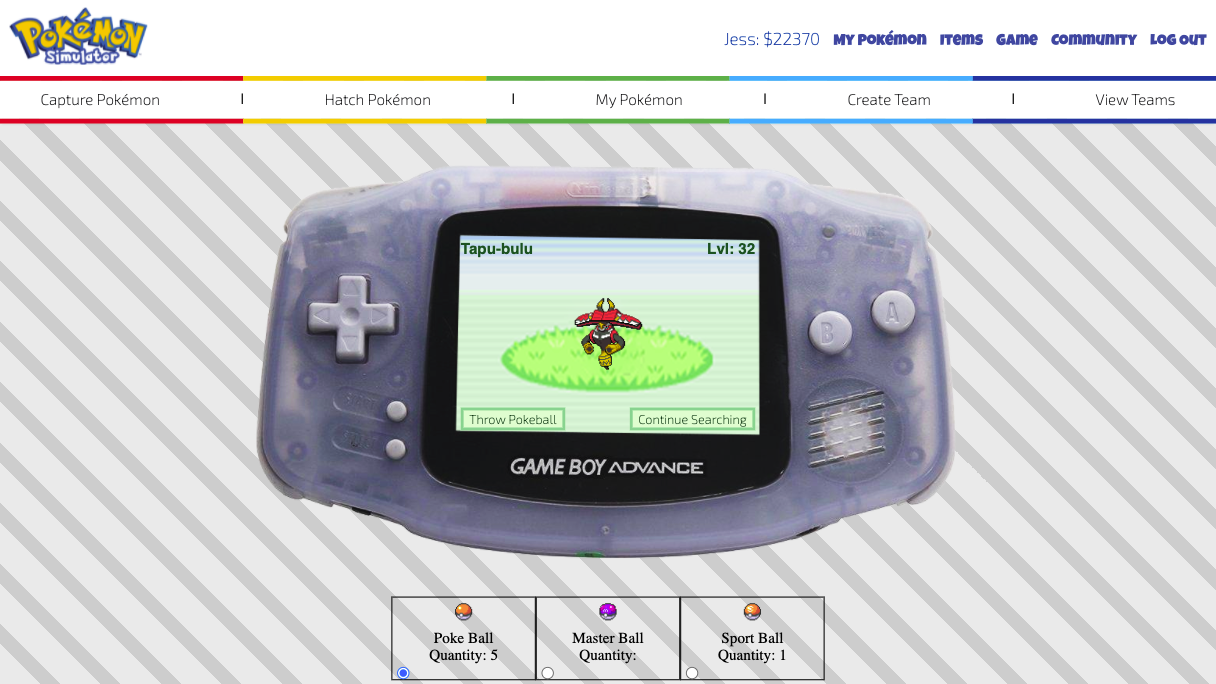 Pokémon
Simulator
Jess: $22370
My Pokémon
Items
Game
Community
Log Out
Capture Pokémon
Hatch Pokémon
My Pokémon
Create Team
View Teams
Tapu-bulu
Lvl: 32
B
A
Throw Pokeball
Continue Searching
GAME BOY ADVANCE
Poke Ball
Quantity: 5
Master Ball
Quantity:
Sport Ball
Quantity: 1